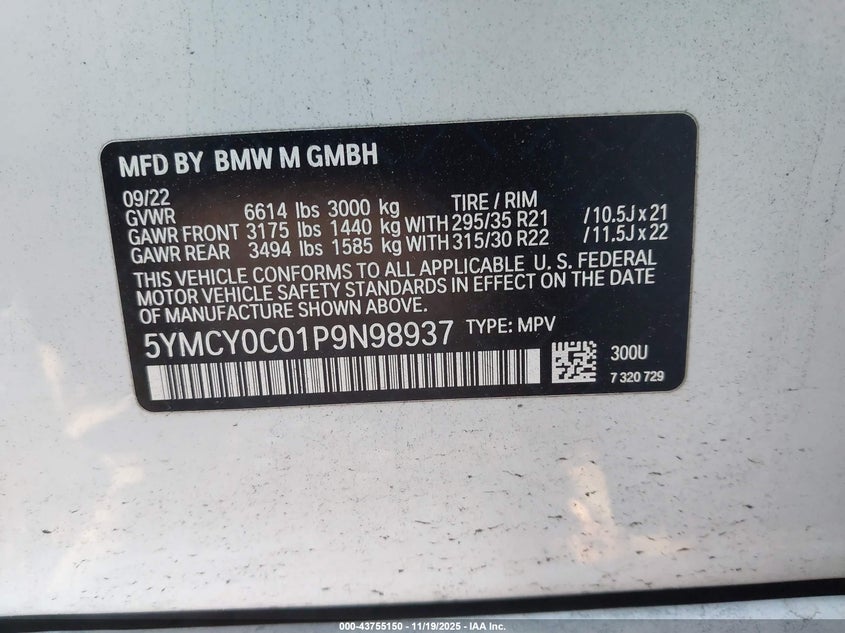 MFD BY BMW M GMBH
09/22
GVWR 6614 lbs 3000 kg TIRE / RIM
GAWR FRONT 3175 lbs 1440 kg WITH 295/35 R21 /10.5J x 21
GAWR REAR 3494 lbs 1585 kg WITH 315/30 R22 /11.5J x 22
THIS VEHICLE CONFORMS TO ALL APPLICABLE U. S. FEDERAL
MOTOR VEHICLE SAFETY STANDARDS IN EFFECT ON THE DATE
OF MANUFACTURE SHOWN ABOVE.
5YMCY0C01P9N98937 TYPE: MPV
300U
7 320 729
000-43755150 - 11/19/2025 - IAA Inc.